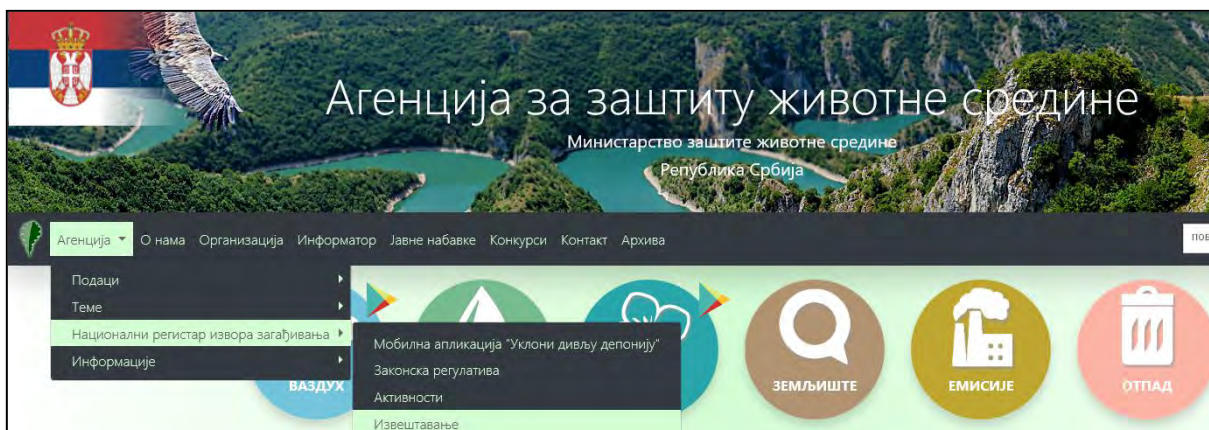 Агенција за заштиту животне средине
Министарство заштите животне средине
Република Србија
Агенција О нама Организација Информатор Јавне набавке Конкурси Контакт Архива
Подаци
Теме
Национални регистар извора загађивања
Информације
Мобилна апликација "Уклони дивљу депонију"
Законска регулатива
Активности
Извештавање
ВАЗДУХ
ЗЕМЉИШТЕ
ЕМИСИЈЕ
ОТПАД